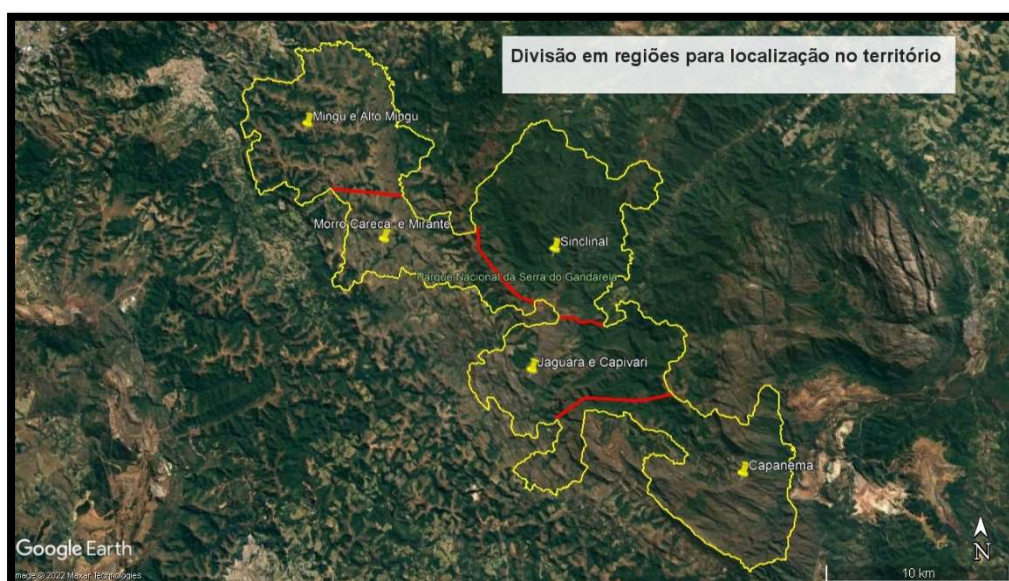 Divisão em regiões para localização no território
Mingu e Alto Mingu
Morro Careca e Mirante
Sinclinal
Parque Nacional da Serra do Gandarela
Jaguara e Capivari
Capanema
Google Earth
Image © 2022 Maxar Technologies
N
10 km